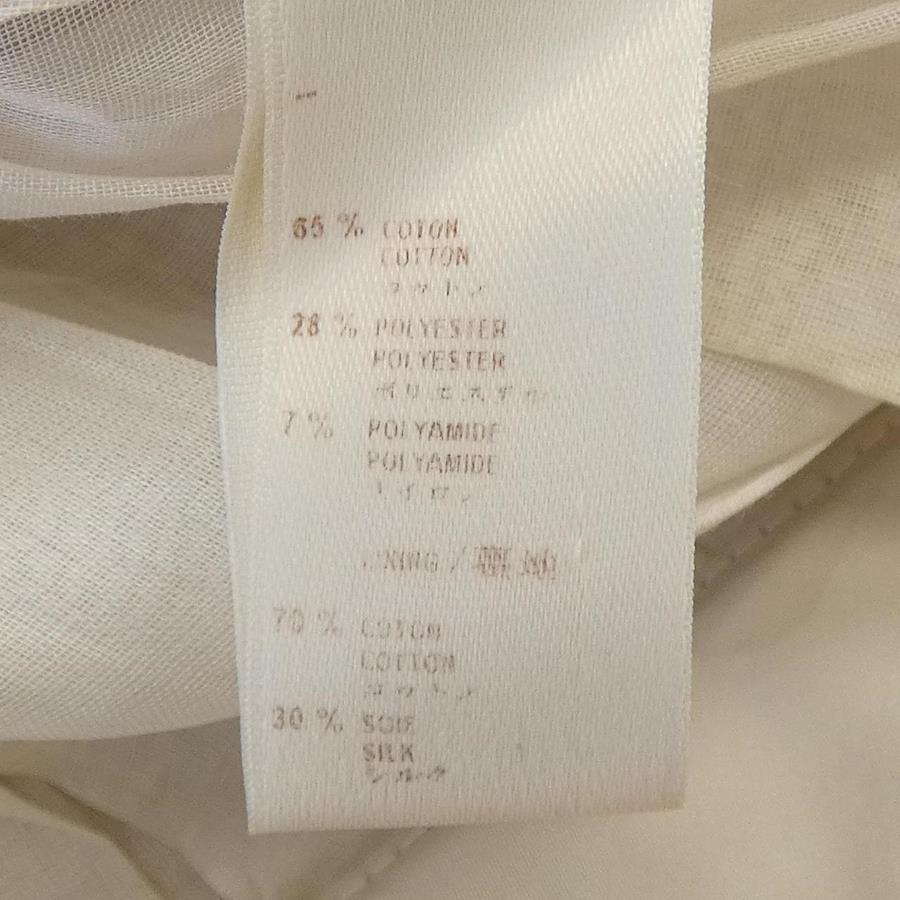 65 % COTON
COTTON
コットン
28 % POLYESTER
POLYESTER
ポリエステル
7 % POLYAMIDE
POLYAMIDE
ナイロン
LINING / 裏地
70 % COTON
COTTON
コットン
30 % SOIE
SILK
シルク